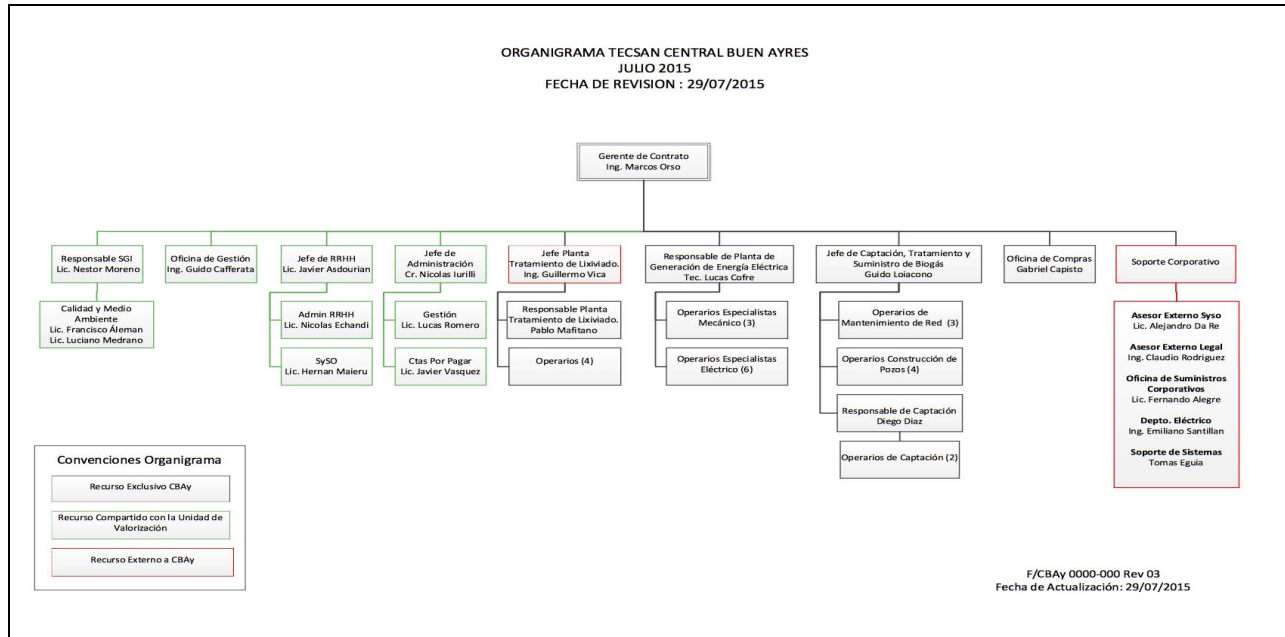 ORGANIGRAMA TECSAN CENTRAL BUEN AYRES
JULIO 2015
FECHA DE REVISION : 29/07/2015
Gerente de Contrato
Ing. Marcos Orso
Responsable SGI
Lic. Nestor Moreno
Calidad y Medio
Ambiente
Lic. Francisco Áleman
Lic. Luciano Medrano
Oficina de Gestión
Ing. Guido Cafferata
Jefe de RRHH
Lic. Javier Asdourian
Admin RRHH
Lic. Nicolas Echandi
SySO
Lic. Hernan Maieru
Jefe de
Administración
Cr. Nicolas Iurilli
Gestión
Lic. Lucas Romero
Ctas Por Pagar
Lic. Javier Vasquez
Jefe Planta
Tratamiento de Lixiviado.
Ing. Guillermo Vica
Responsable Planta
Tratamiento de Lixiviado.
Pablo Mafitano
Operarios (4)
Responsable de Planta de
Generación de Energía Eléctrica
Tec. Lucas Cofre
Operarios Especialistas
Mecánico (3)
Operarios Especialistas
Eléctrico (6)
Jefe de Captación, Tratamiento y
Suministro de Biogás
Guido Loiacono
Operarios de
Mantenimiento de Red (3)
Operarios Construcción de
Pozos (4)
Responsable de Captación
Diego Diaz
Operarios de Captación (2)
Oficina de Compras
Gabriel Capisto
Soporte Corporativo
Asesor Externo Syso
Lic. Alejandro Da Re
Asesor Externo Legal
Ing. Claudio Rodriguez
Oficina de Suministros
Corporativos
Lic. Fernando Alegre
Depto. Eléctrico
Ing. Emiliano Santillan
Soporte de Sistemas
Tomas Eguia
Convenciones Organigrama
Recurso Exclusivo CBAy
Recurso Compartido con la Unidad de
Valorización
Recurso Externo a CBAy
F/CBAy 0000-000 Rev 03
Fecha de Actualización: 29/07/2015